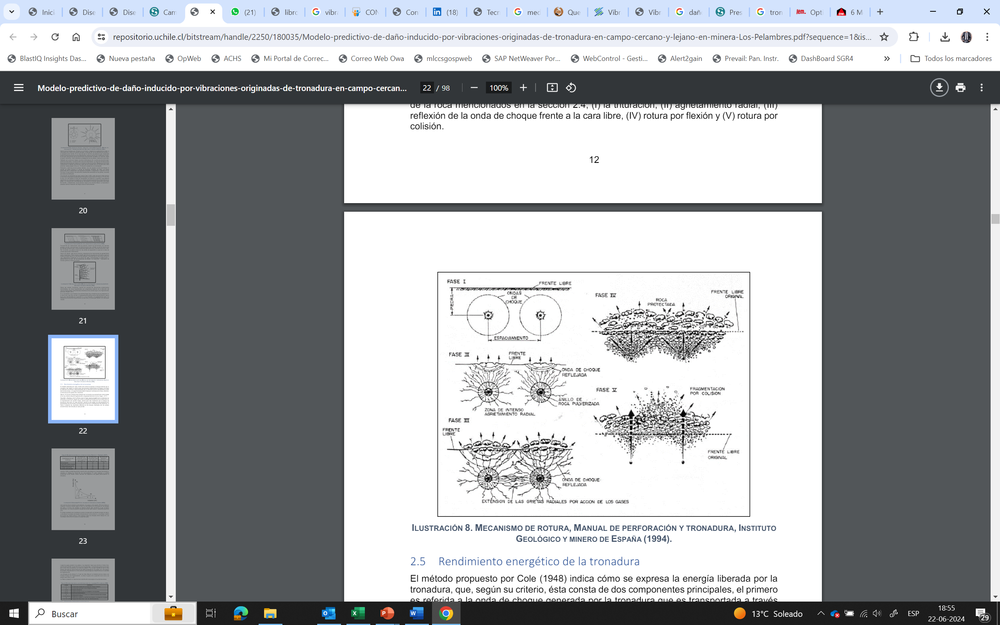 Inici
Dise
Dise
Cam
(21)
libro
vibra
CON
Con
(18)
Tecn
med
Que
Vibr
Vibr
dañ
Pres
tron
Opti
6 M
repositorio.uchile.cl/bitstream/handle/2250/180035/Modelo-predictivo-de-daño-inducido-por-vibraciones-originadas-de-tronadura-en-campo-cercano-y-lejano-en-minera-Los-Pelambres.pdf?sequence=1&is...
BlastIQ Insights Das...
Nueva pestaña
OpWeb
ACHS
Mi Portal de Correc...
Correo Web Owa
mlccsgospweb
SAP NetWeaver Por...
WebControl - Gesti...
Alert2gain
Prevail: Pan. Instr.
DashBoard SGR4
»
Todos los marcadores
Modelo-predictivo-de-daño-inducido-por-vibraciones-originadas-de-tronadura-en-campo-cercan...
22 / 98
100%
20
21
22
23
de la roca mencionados en la sección 2.4, (I) la trituración, (II) agrietamiento radial, (III)
reflexión de la onda de choque frente a la cara libre, (IV) rotura por flexión y (V) rotura por
colisión.
12
FASE I
FRENTE LIBRE
PIEDRA
ONDAS
DE
CHOQUE
ESPACIAMIENTO
FASE II
FRENTE
LIBRE
ONDA DE CHOQUE
REFLEJADA
ANILLO DE
ROCA PULVERIZADA
ZONA DE INTENSO
AGRIETAMIENTO RADIAL
FASE III
FRENTE
LIBRE
ONDA DE CHOQUE
REFLEJADA
EXTENSION DE LAS GRIETAS RADIALES POR ACCION DE LOS GASES
FASE IV
ROCA
PROYECTADA
FRENTE LIBRE
ORIGINAL
FASE V
FRAGMENTACION
POR COLISION
FRENTE LIBRE
ORIGINAL
ILUSTRACIÓN 8. MECANISMO DE ROTURA, MANUAL DE PERFORACIÓN Y TRONADURA, INSTITUTO
GEOLÓGICO Y MINERO DE ESPAÑA (1994).
2.5 Rendimiento energético de la tronadura
El método propuesto por Cole (1948) indica cómo se expresa la energía liberada por la
tronadura, que, según su criterio, ésta consta de dos componentes principales, el primero
es referida a la onda de choque generada por la tronadura que es transportada a través
Buscar
13°C Soleado
ESP
18:55
22-06-2024
29